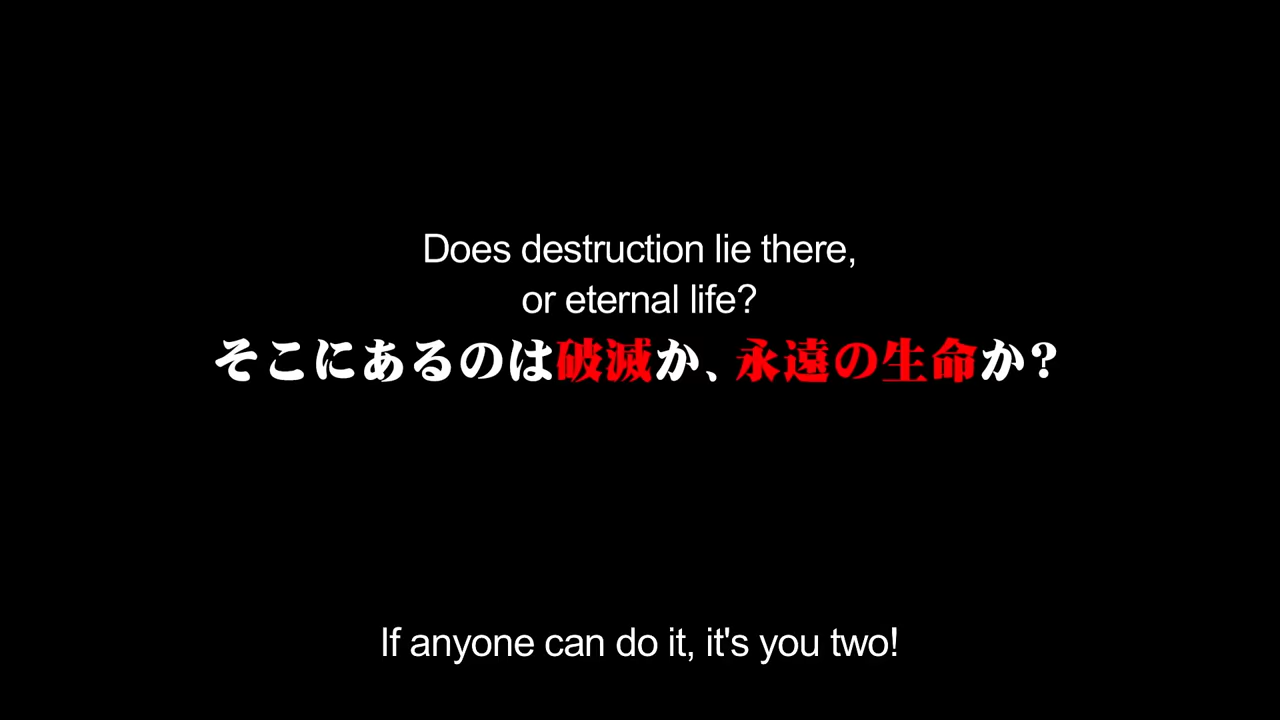 Does destruction lie there,
or eternal life?
そこにあるのは破滅か、永遠の生命か?
If anyone can do it, it's you two!